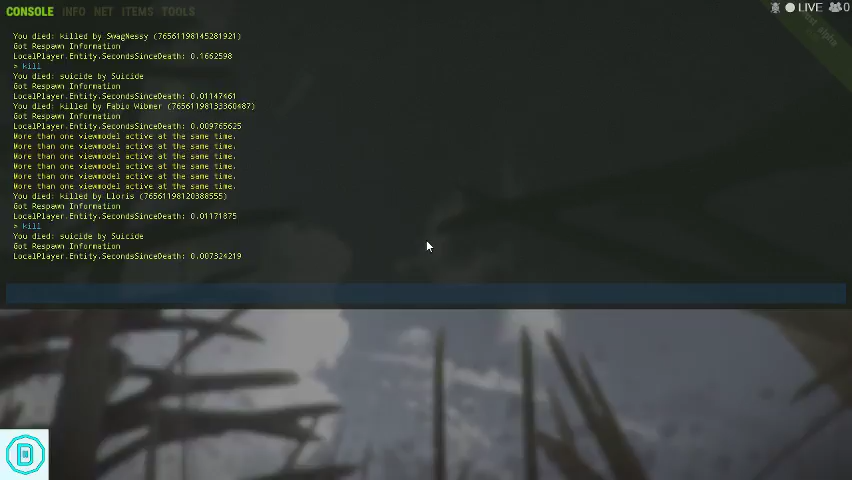 CONSOLE INFO NET ITEMS TOOLS
LIVE 0
You died: killed by SwagNessy (76561198145281921)
Got Respawn Information
LocalPlayer.Entity.SecondsSinceDeath: 0.1662598
> kill
You died: suicide by Suicide
Got Respawn Information
LocalPlayer.Entity.SecondsSinceDeath: 0.01147461
You died: killed by Fabio Wibmer (76561198133360487)
Got Respawn Information
LocalPlayer.Entity.SecondsSinceDeath: 0.009765625
More than one viewmodel active at the same time.
More than one viewmodel active at the same time.
More than one viewmodel active at the same time.
More than one viewmodel active at the same time.
More than one viewmodel active at the same time.
More than one viewmodel active at the same time.
You died: killed by Lloris (76561198120388555)
Got Respawn Information
LocalPlayer.Entity.SecondsSinceDeath: 0.01171875
> kill
You died: suicide by Suicide
Got Respawn Information
LocalPlayer.Entity.SecondsSinceDeath: 0.007324219